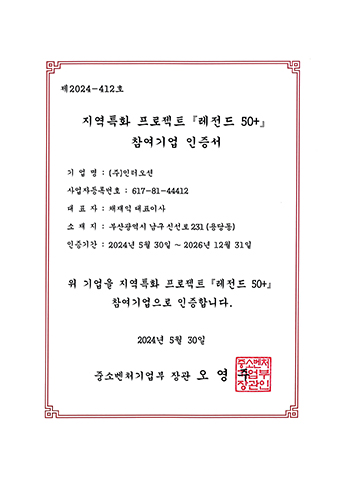 제2024-412호
지역특화 프로젝트 『레전드 50+』
참여기업 인증서
기 업 명 : (주)인터오션
사업자등록번호 : 617-81-44412
대 표 자 : 채재익 대표이사
소 재 지 : 부산광역시 남구 신선로 231 (용당동)
인증기간 : 2024년 5월 30일 ~ 2026년 12월 31일
위 기업을 지역특화 프로젝트 『레전드 50+』
참여기업으로 인증합니다.
2024년 5월 30일
중소벤처기업부 장관 오 영 주
중소벤처
기업부
장관인